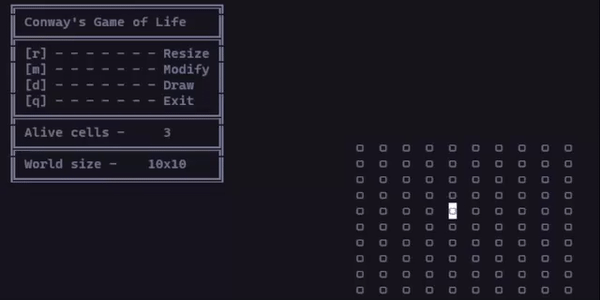 Conway's Game of Life
[r] - - - - - - - Resize
[m] - - - - - - - Modify
[d] - - - - - - - Draw
[q] - - - - - - - Exit
Alive cells - 3
World size - 10x10